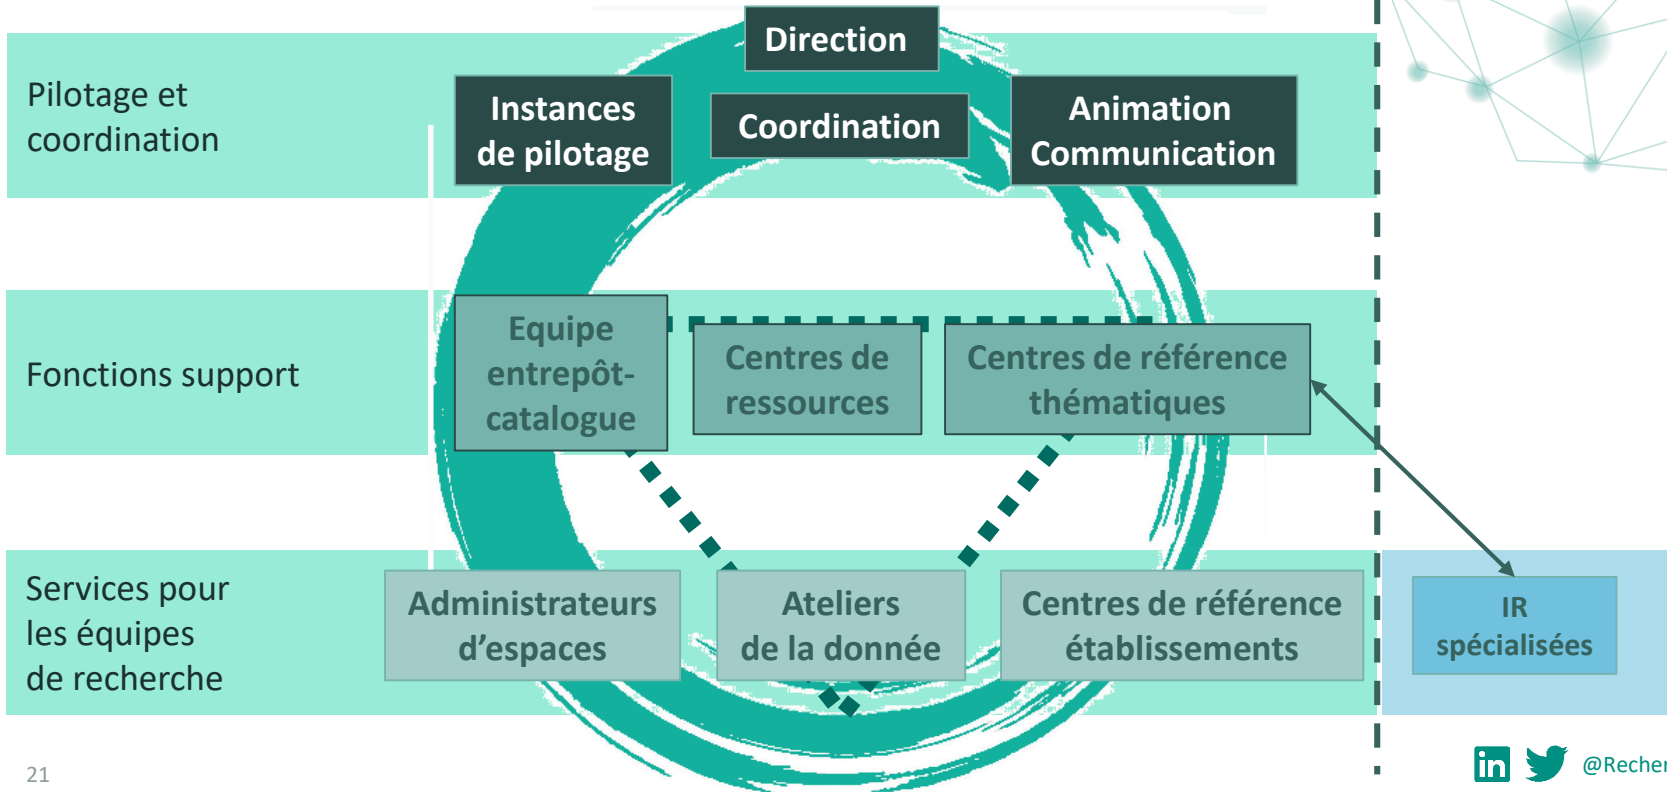 Direction
Pilotage et
coordination
Instances
de pilotage
Coordination
Animation
Communication
Fonctions support
Equipe
entrepôt-
catalogue
Centres de
ressources
Centres de référence
thématiques
Services pour
les équipes
de recherche
Administrateurs
d’espaces
Ateliers
de la donnée
Centres de référence
établissements
IR
spécialisées
21
in
@Recher